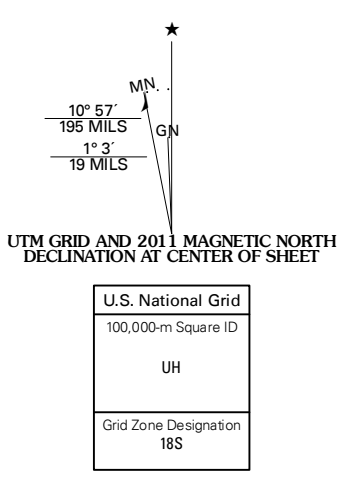 ★
MN
10° 57´
195 MILS
GN
1° 3´
19 MILS
UTM GRID AND 2011 MAGNETIC NORTH
DECLINATION AT CENTER OF SHEET
U.S. National Grid
100,000-m Square ID
UH
Grid Zone Designation
18S